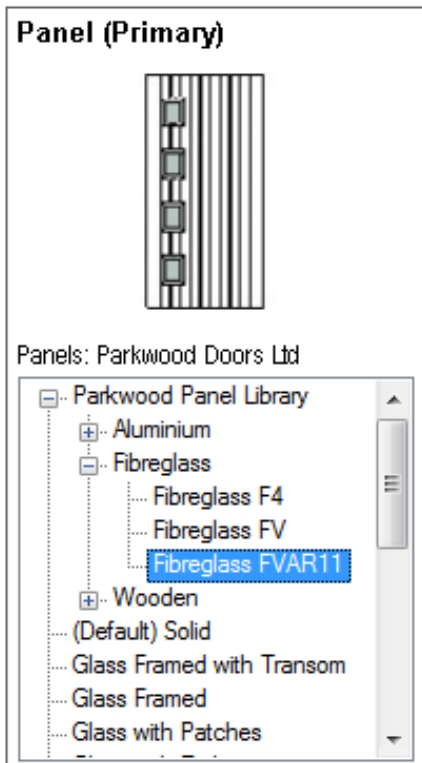 Panel (Primary)
Panels: Parkwood Doors Ltd
Parkwood Panel Library
Aluminium
Fibreglass
Fibreglass F4
Fibreglass FV
Fibreglass FVAR11
Wooden
(Default) Solid
Glass Framed with Transom
Glass Framed
Glass with Patches